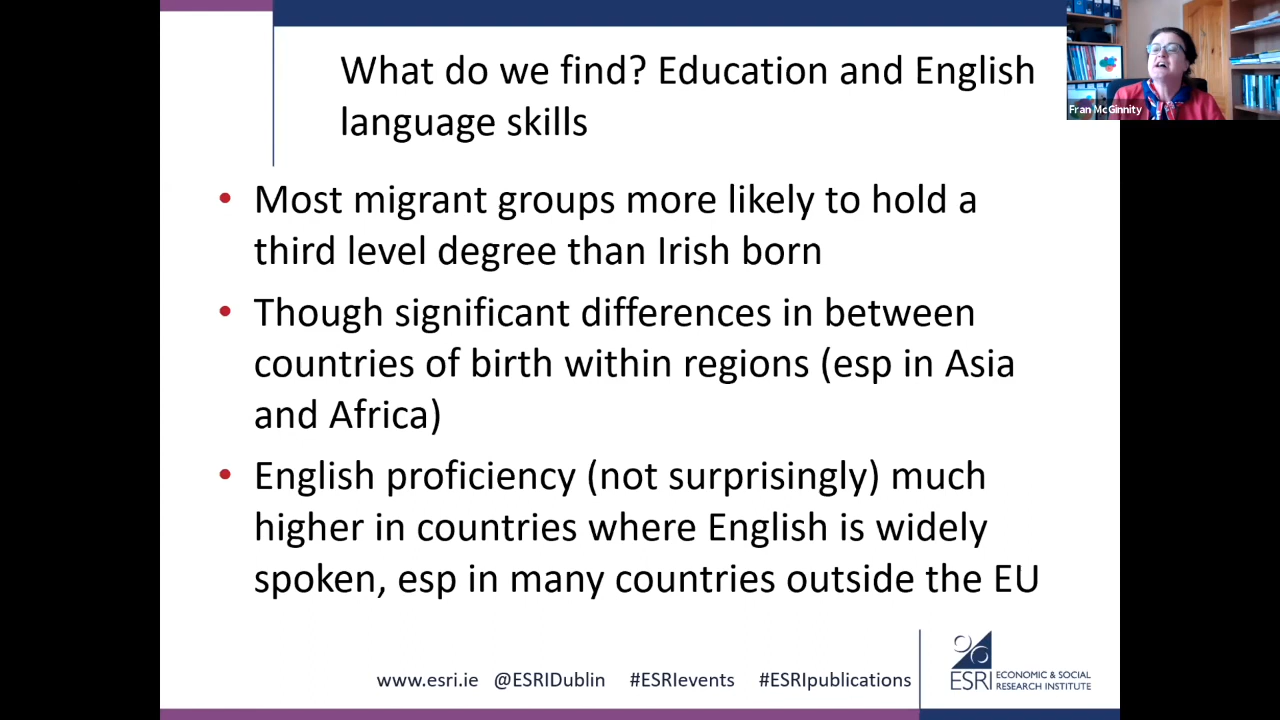 What do we find? Education and English
language skills
Fran McGinnity
• Most migrant groups more likely to hold a
third level degree than Irish born
• Though significant differences in between
countries of birth within regions (esp in Asia
and Africa)
• English proficiency (not surprisingly) much
higher in countries where English is widely
spoken, esp in many countries outside the EU
www.esri.ie @ESRIDublin #ESRIevents #ESRIpublications
ESRI ECONOMIC & SOCIAL
RESEARCH INSTITUTE